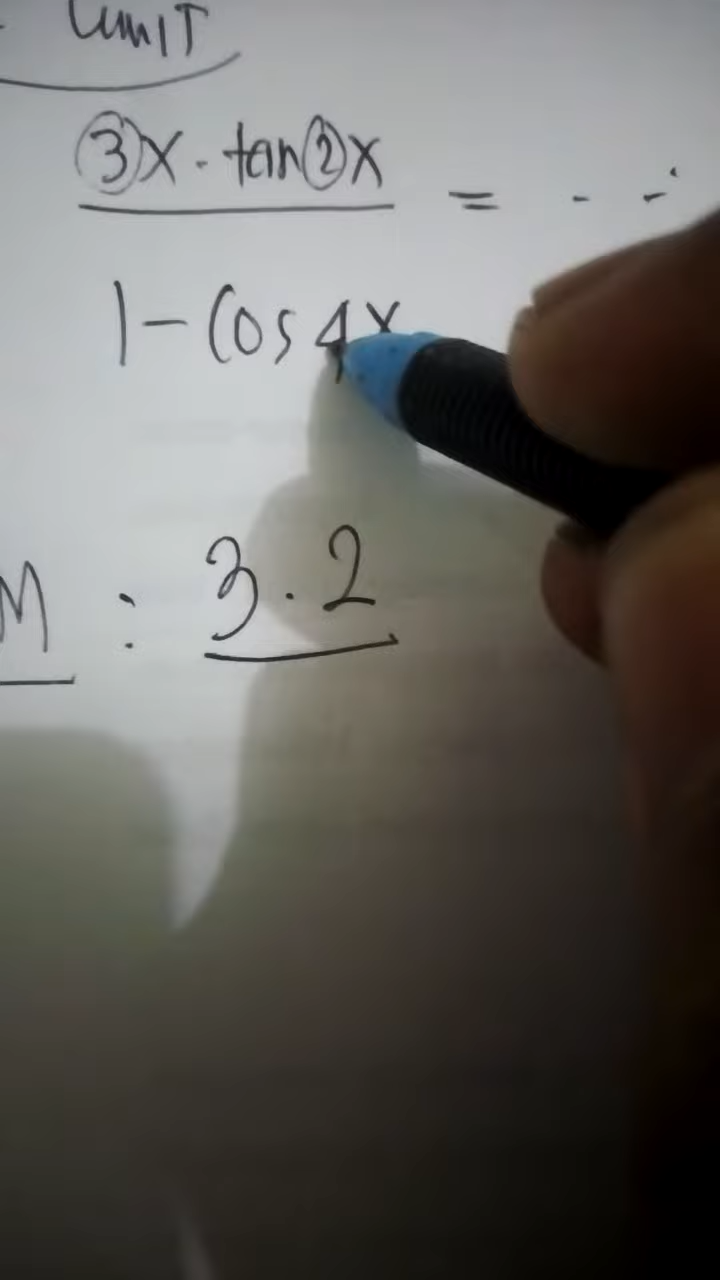 LIMIT
3x . tan 2x = ...
1 - Cos 4x
M : 3.2